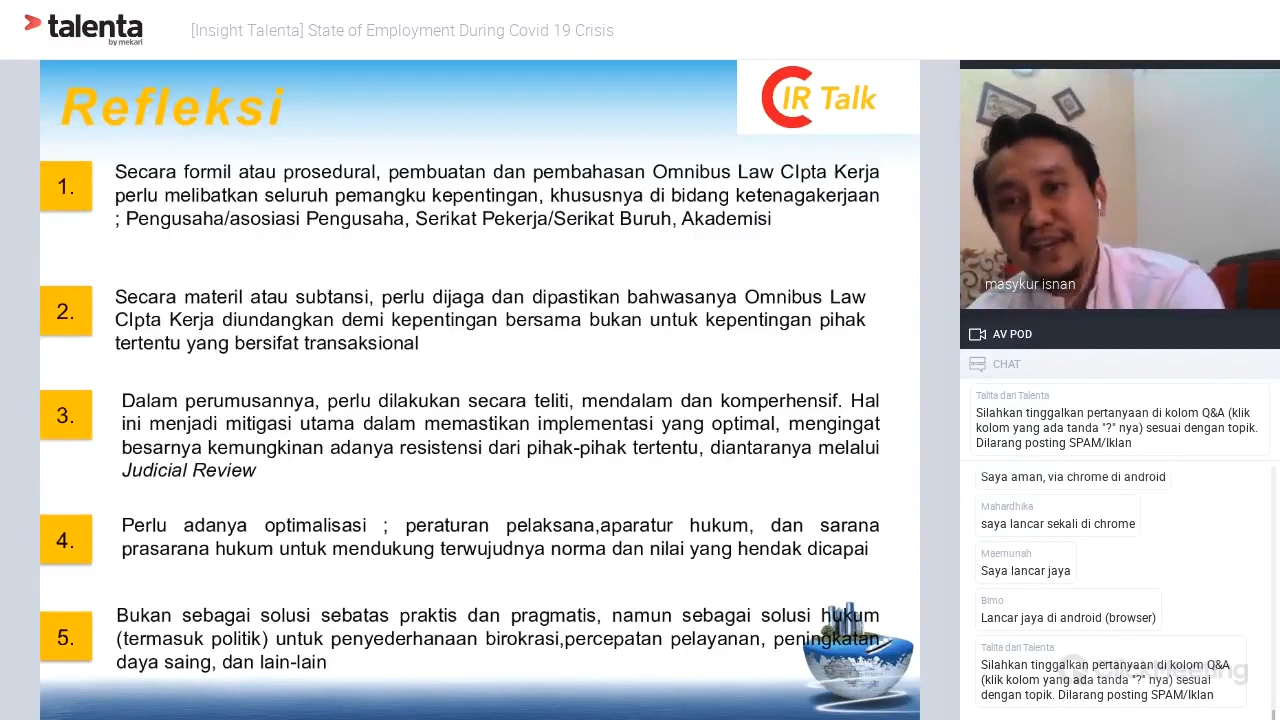 talenta
by mekari
[Insight Talenta] State of Employment During Covid 19 Crisis
Refleksi
IR Talk
1.
Secara formil atau prosedural, pembuatan dan pembahasan Omnibus Law CIpta Kerja
perlu melibatkan seluruh pemangku kepentingan, khususnya di bidang ketenagakerjaan
; Pengusaha/asosiasi Pengusaha, Serikat Pekerja/Serikat Buruh, Akademisi
2.
Secara materil atau subtansi, perlu dijaga dan dipastikan bahwasanya Omnibus Law
CIpta Kerja diundangkan demi kepentingan bersama bukan untuk kepentingan pihak
tertentu yang bersifat transaksional
3.
Dalam perumusannya, perlu dilakukan secara teliti, mendalam dan komperhensif. Hal
ini menjadi mitigasi utama dalam memastikan implementasi yang optimal, mengingat
besarnya kemungkinan adanya resistensi dari pihak-pihak tertentu, diantaranya melalui
Judicial Review
4.
Perlu adanya optimalisasi ; peraturan pelaksana,aparatur hukum, dan sarana
prasarana hukum untuk mendukung terwujudnya norma dan nilai yang hendak dicapai
5.
Bukan sebagai solusi sebatas praktis dan pragmatis, namun sebagai solusi hukum
(termasuk politik) untuk penyederhanaan birokrasi,percepatan pelayanan, peningkatan
daya saing, dan lain-lain
masykur isnan
AV POD
CHAT
Talita dari Talenta
Silahkan tinggalkan pertanyaan di kolom Q&A (klik
kolom yang ada tanda "?" nya) sesuai dengan topik.
Dilarang posting SPAM/Iklan
Saya aman, via chrome di android
Mahardhika
saya lancar sekali di chrome
Maemunah
Saya lancar jaya
Bimo
Lancar jaya di android (browser)
Talita dari Talenta
Silahkan tinggalkan pertanyaan di kolom Q&A
(klik kolom yang ada tanda "?" nya) sesuai
dengan topik. Dilarang posting SPAM/Iklan